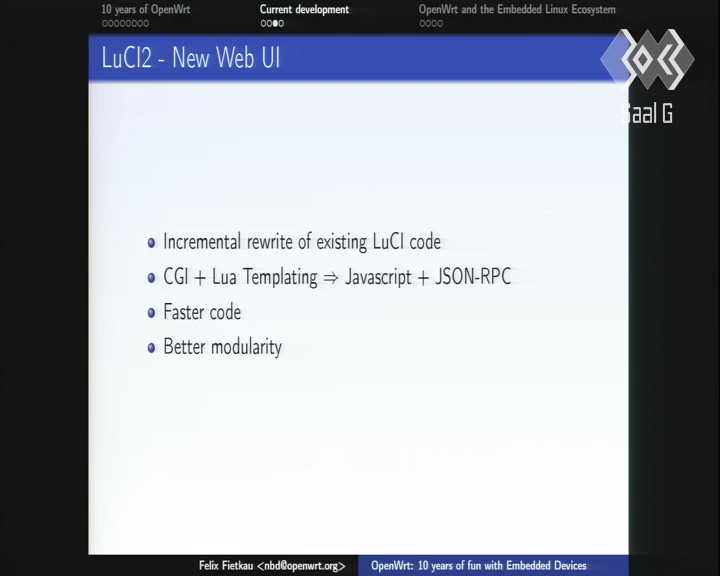 10 years of OpenWrt
Current development
OpenWrt and the Embedded Linux Ecosystem
LuCI2 - New Web UI
Saal G
Incremental rewrite of existing LuCI code
CGI + Lua Templating ⇒ Javascript + JSON-RPC
Faster code
Better modularity
Felix Fietkau <nbd@openwrt.org>
OpenWrt: 10 years of fun with Embedded Devices